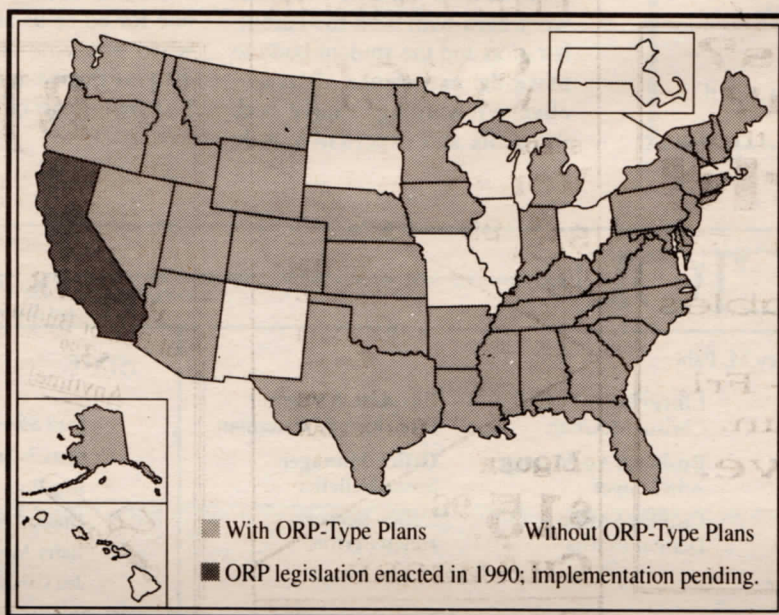 With ORP-Type Plans Without ORP-Type Plans
ORP legislation enacted in 1990; implementation pending.